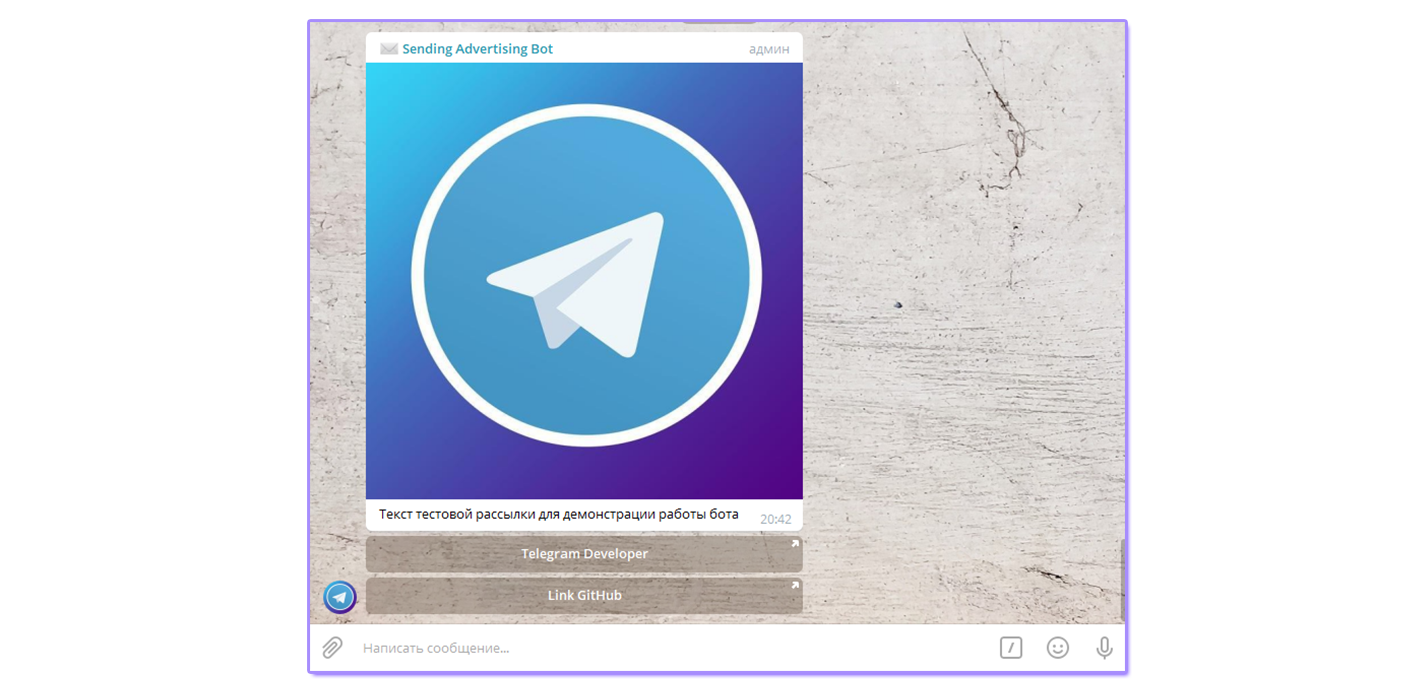 Sending Advertising Bot
админ
Текст тестовой рассылки для демонстрации работы бота
20:42
Telegram Developer
Link GitHub
Написать сообщение...